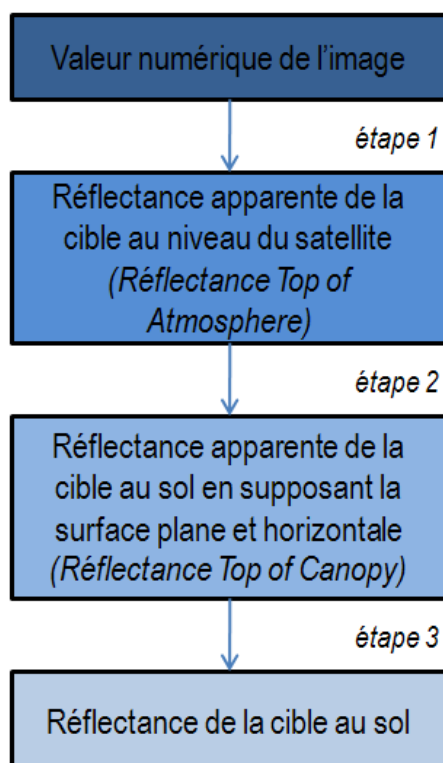 Valeur numérique de l'image
étape 1
Réflectance apparente de la
cible au niveau du satellite
(Réflectance Top of
Atmosphere)
étape 2
Réflectance apparente de la
cible au sol en supposant la
surface plane et horizontale
(Réflectance Top of Canopy)
étape 3
Réflectance de la cible au sol